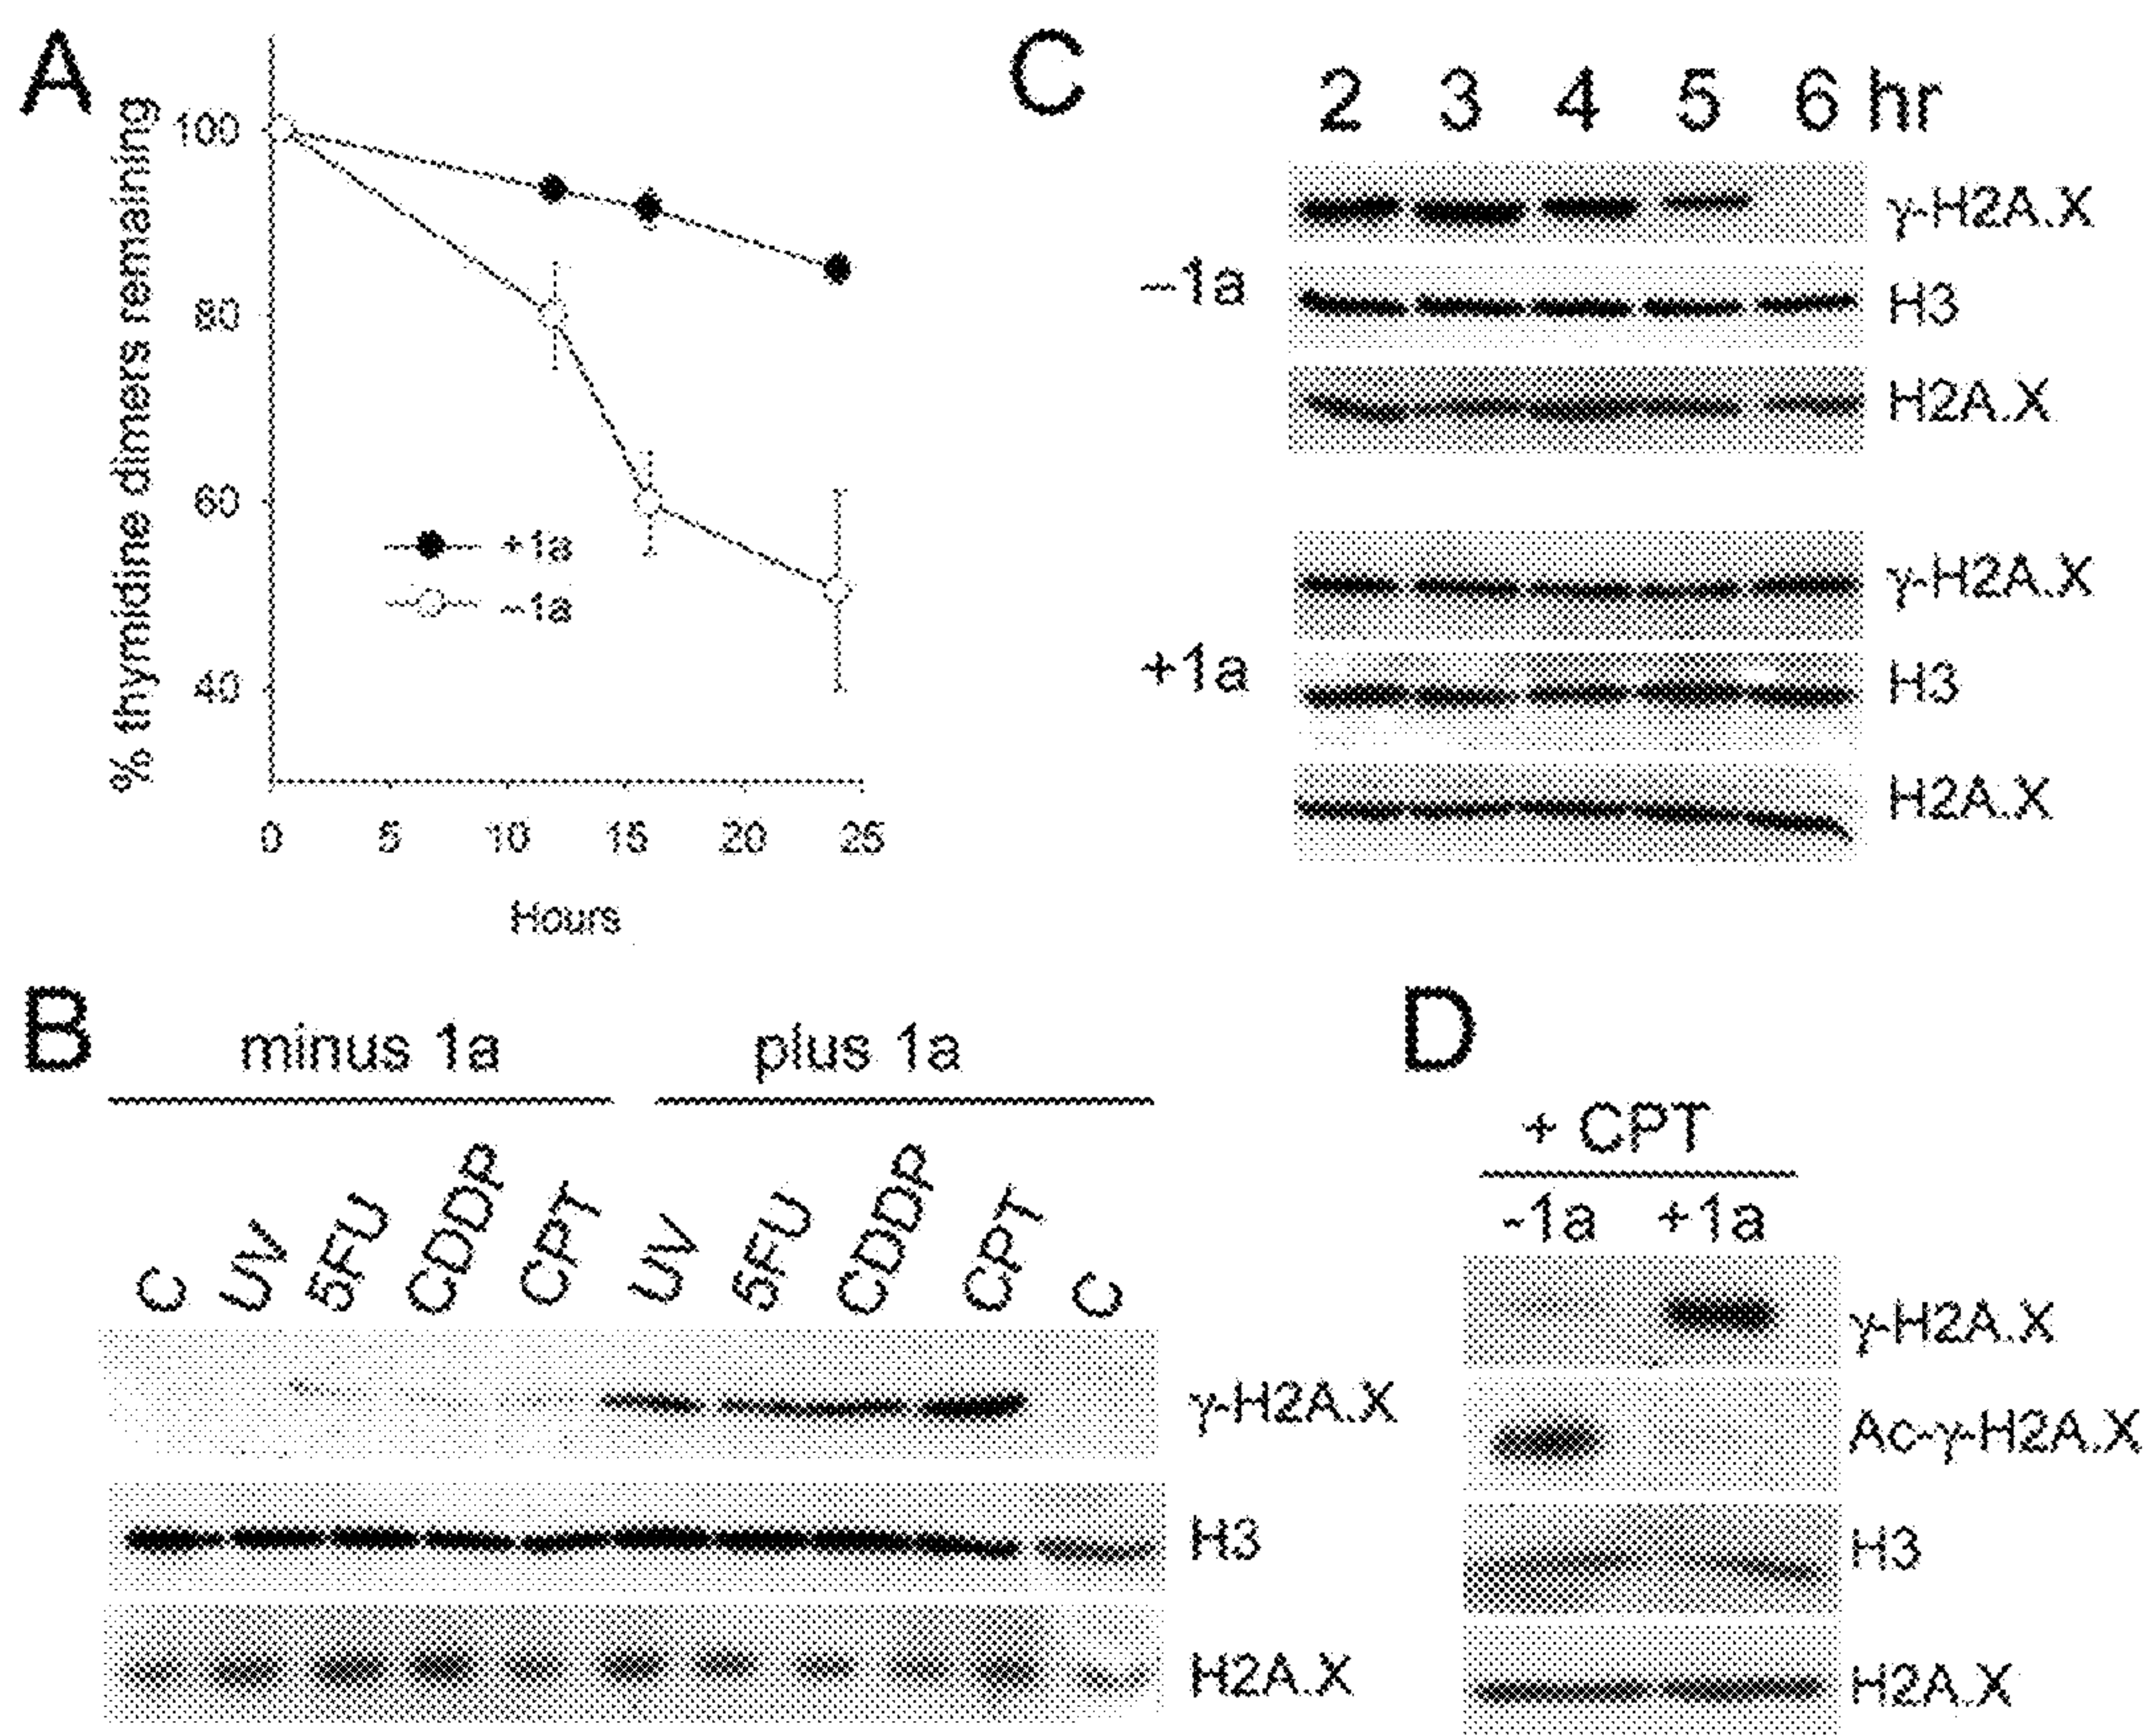 A
% thymidine dimers remaining
100
80
60
40
+1a
–1a
0 5 10 15 20 25
Hours
C
2 3 4 5 6 hr
–1a
γ-H2A.X
H3
H2A.X
+1a
γ-H2A.X
H3
H2A.X
B
minus 1a plus 1a
C UV 5FU CDDP CPT UV 5FU CDDP CPT C
γ-H2A.X
H3
H2A.X
D
+ CPT
-1a +1a
γ-H2A.X
Ac-γ-H2A.X
H3
H2A.X